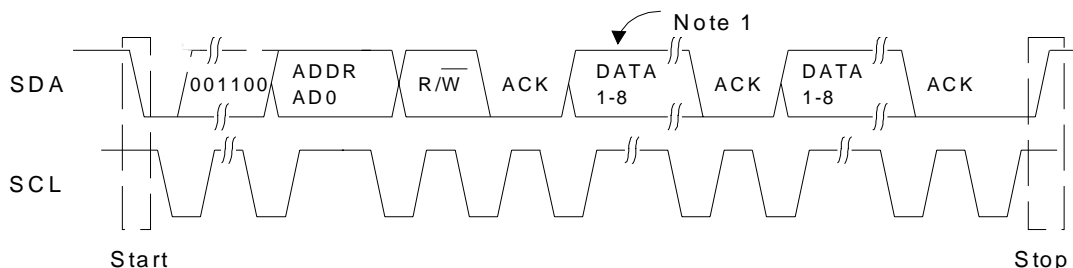 Note 1
SDA
001100
ADDR
AD0
R/W
ACK
DATA
1-8
ACK
DATA
1-8
ACK
SCL
Start
Stop